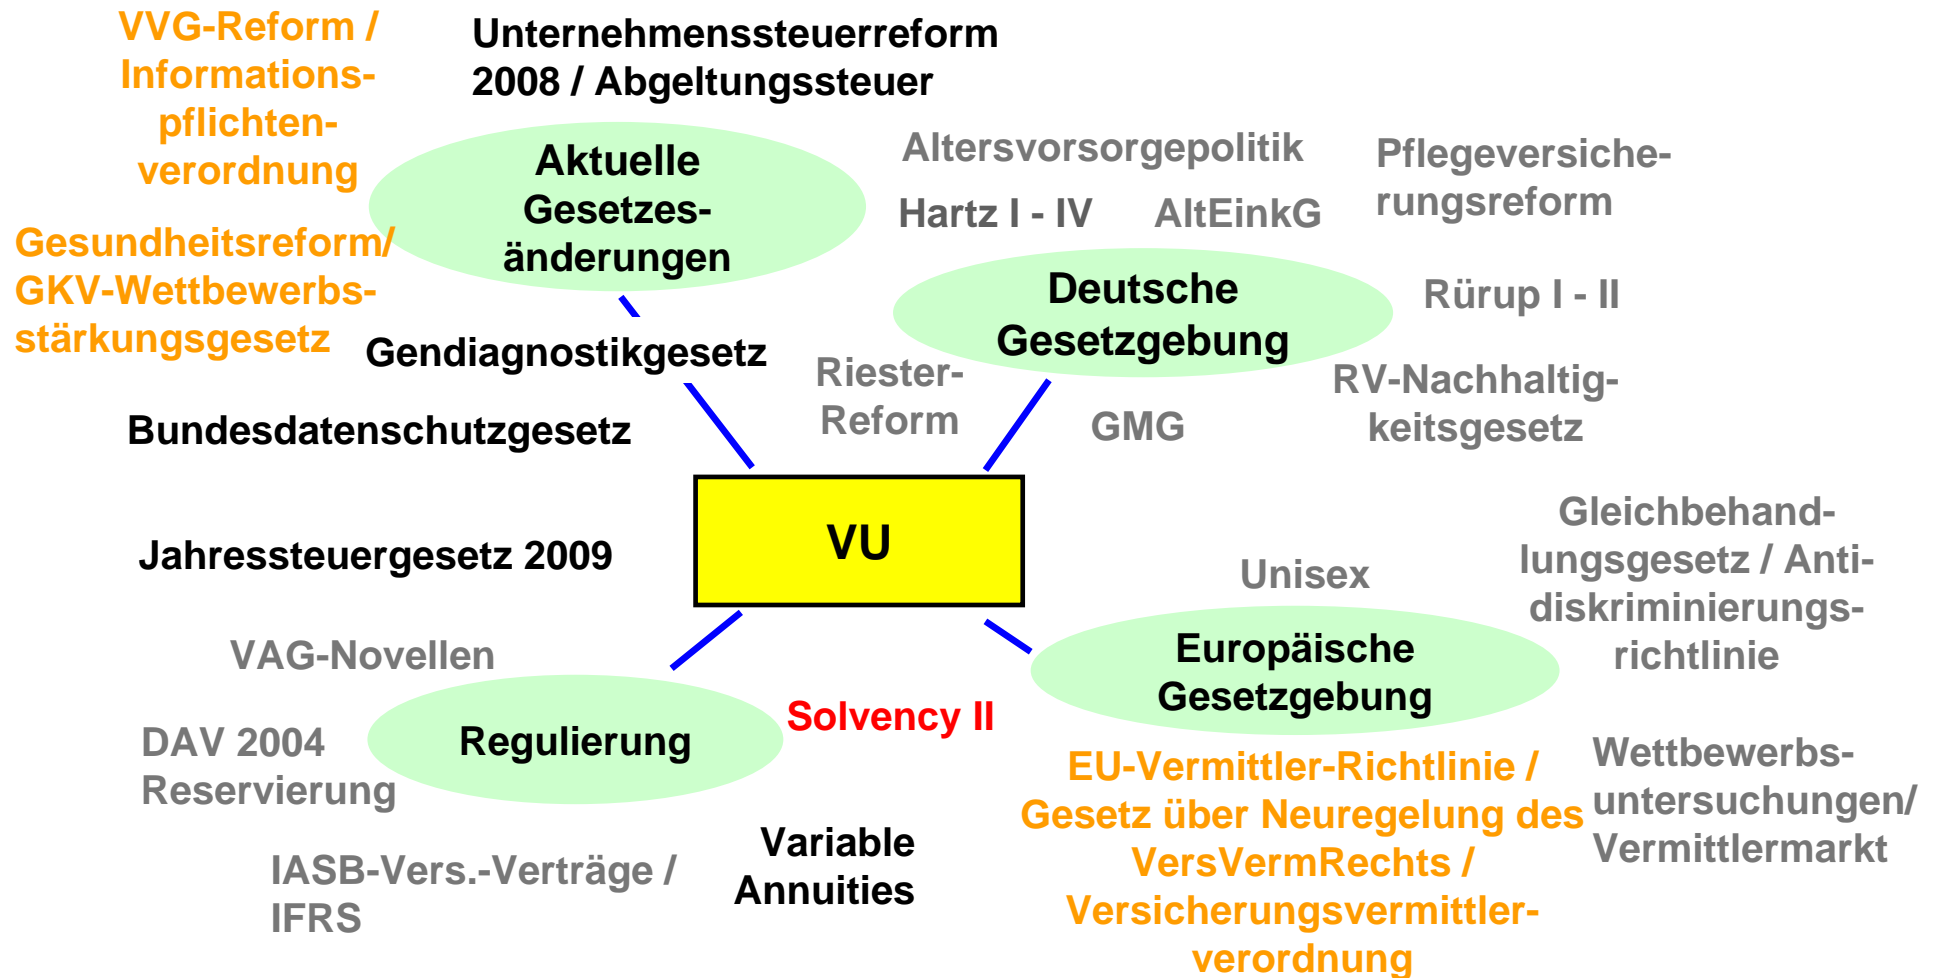 VVG-Reform /
Informations-
pflichten-
verordnung
Unternehmenssteuerreform
2008 / Abgeltungssteuer
Aktuelle
Gesetzes-
änderungen
Altersvorsorgepolitik
Pflegeversiche-
rungsreform
Hartz I - IV
AltEinkG
Gesundheitsreform/
GKV-Wettbewerbs-
stärkungsgesetz
Deutsche
Gesetzgebung
Rürup I - II
Gendiagnostikgesetz
Riester-
Reform
GMG
RV-Nachhaltig-
keitsgesetz
Bundesdatenschutzgesetz
VU
Jahressteuergesetz 2009
Gleichbehand-
lungsgesetz / Anti-
diskriminierungs-
richtlinie
Unisex
Europäische
Gesetzgebung
VAG-Novellen
Regulierung
Solvency II
DAV 2004
Reservierung
EU-Vermittler-Richtlinie /
Gesetz über Neuregelung des
VersVermRechts /
Versicherungsvermittler-
verordnung
Wettbewerbs-
untersuchungen/
Vermittlermarkt
Variable
Annuities
IASB-Vers.-Verträge /
IFRS